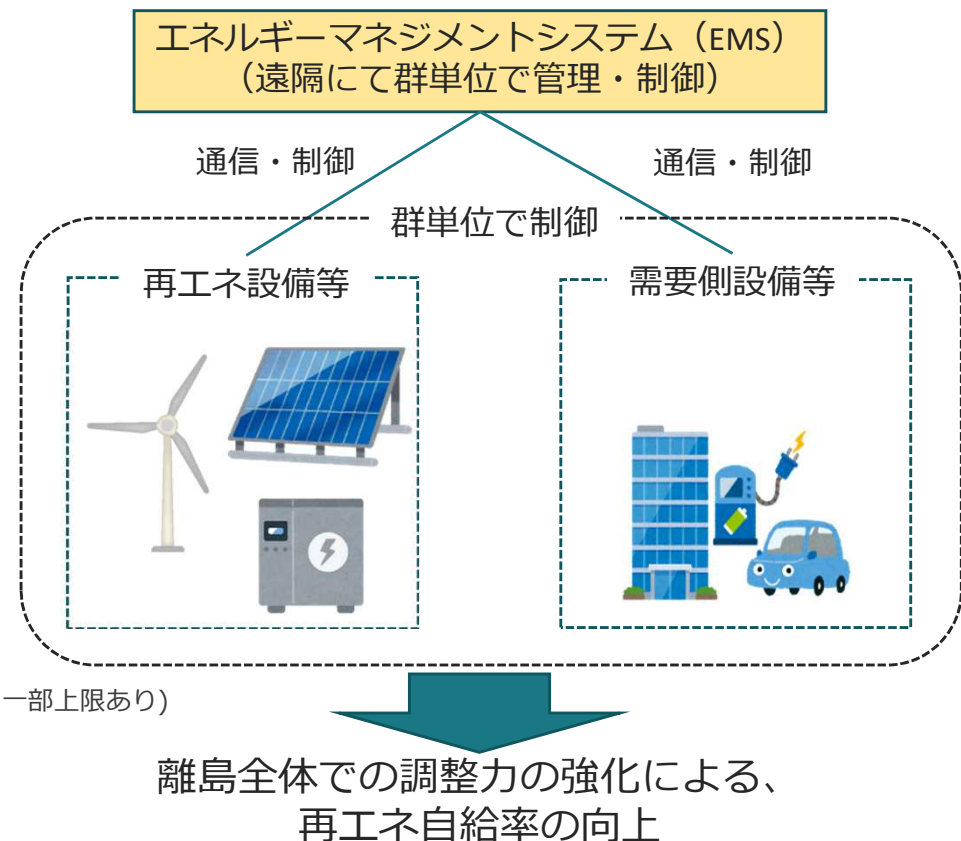 エネルギーマネジメントシステム（EMS）
（遠隔にて群単位で管理・制御）
通信・制御
通信・制御
群単位で制御
再エネ設備等
需要側設備等
一部上限あり)
離島全体での調整力の強化による、
再エネ自給率の向上